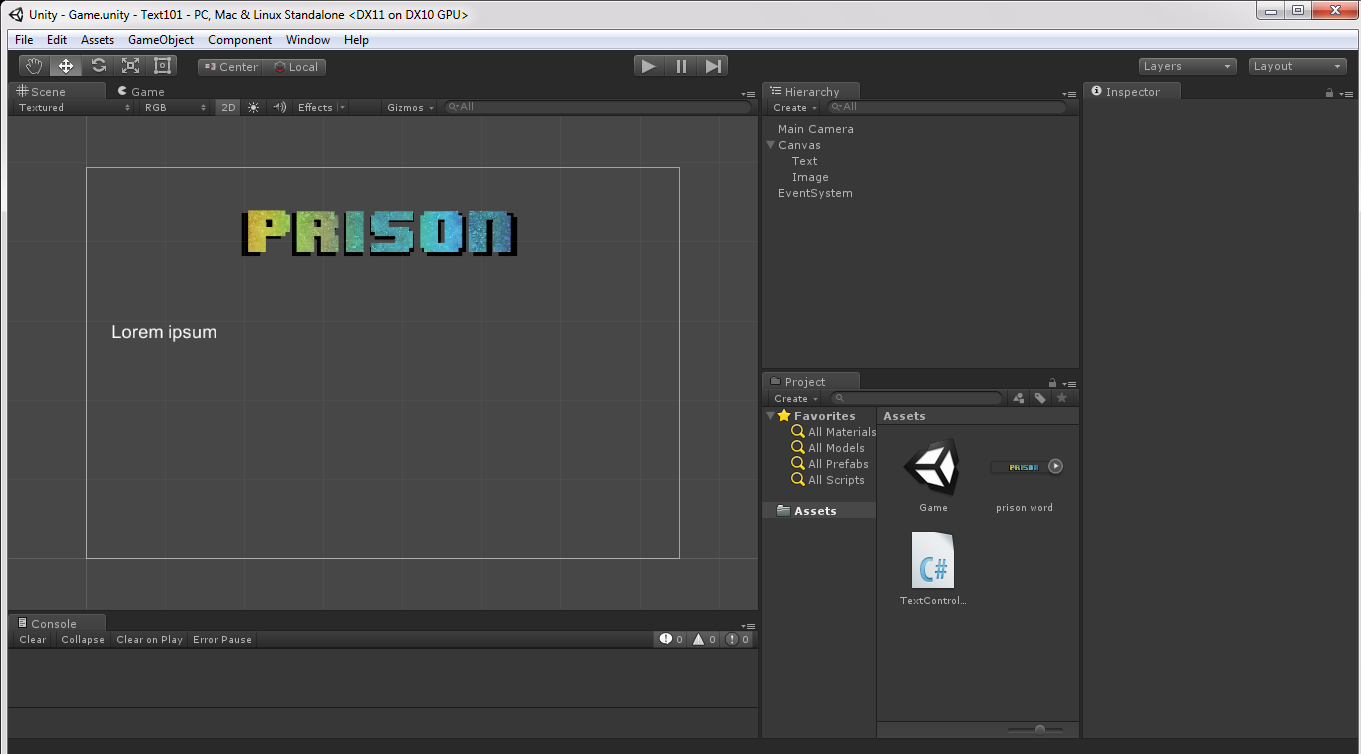 Unity - Game.unity - Text101 - PC, Mac & Linux Standalone <DX11 on DX10 GPU>
File Edit Assets GameObject Component Window Help
Center Local
Layers Layout
Scene Game
Textured RGB 2D Effects Gizmos All
PRISON
Lorem ipsum
Console
Clear Collapse Clear on Play Error Pause 0 0 0
Hierarchy
Create All
Main Camera
Canvas
Text
Image
EventSystem
Project
Create
Favorites
All Materials
All Models
All Prefabs
All Scripts
Assets
Assets
PRISON
Game prison word
C#
TextControl...
Inspector